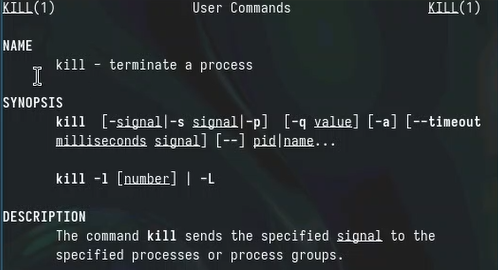 KILL(1) User Commands KILL(1)
NAME
kill - terminate a process
SYNOPSIS
kill [-signal|-s signal|-p] [-q value] [-a] [--timeout
milliseconds signal] [--] pid|name...
kill -l [number] | -L
DESCRIPTION
The command kill sends the specified signal to the
specified processes or process groups.